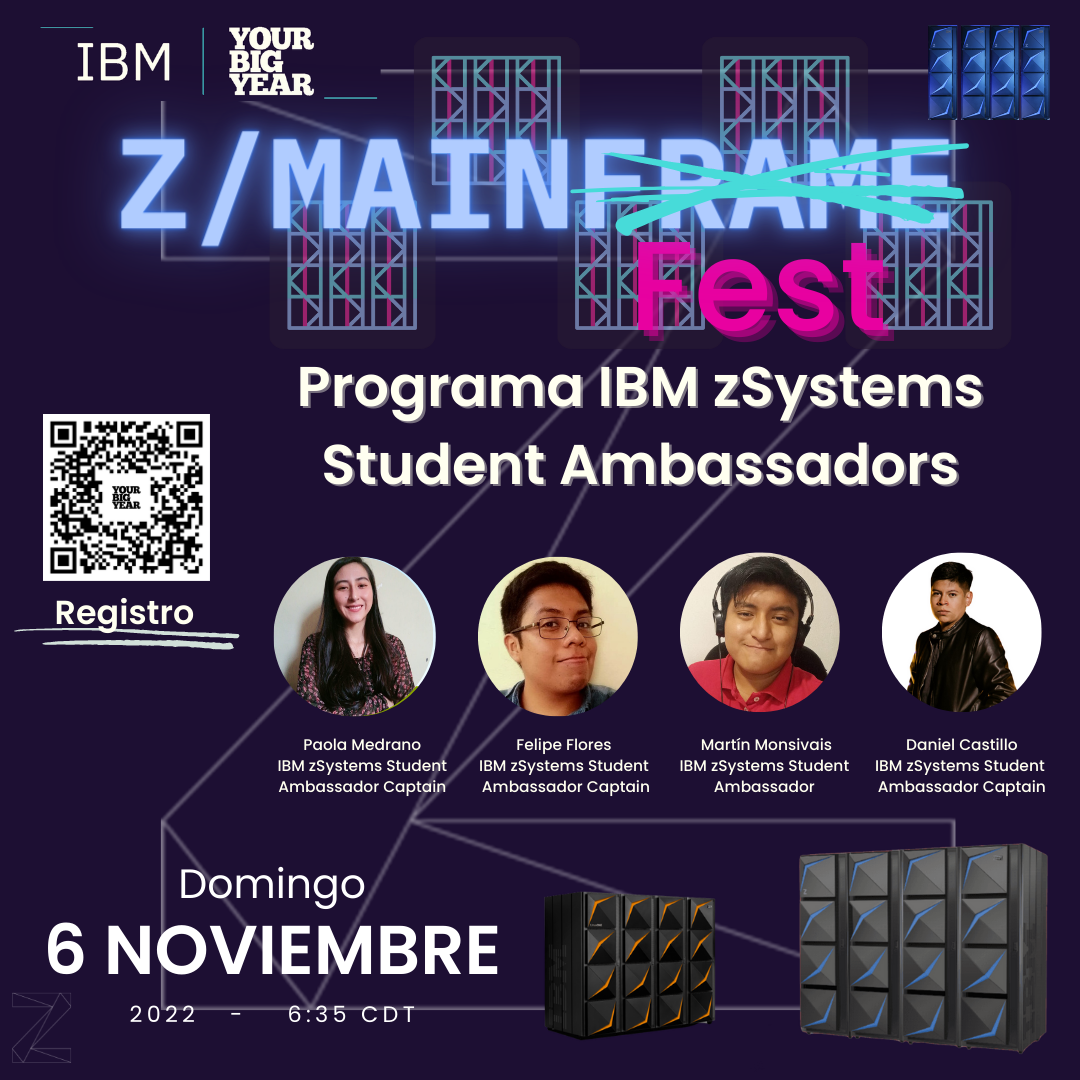 IBM
YOUR
BIG
YEAR
Z/MAINFRAME
Fest
Programa IBM zSystems
Student Ambassadors
YOUR
BIG
YEAR
Registro
Paola Medrano
IBM zSystems Student
Ambassador Captain
Felipe Flores
IBM zSystems Student
Ambassador Captain
Martín Monsivais
IBM zSystems Student
Ambassador
Daniel Castillo
IBM zSystems Student
Ambassador Captain
Domingo
6 NOVIEMBRE
2022 - 6:35 CDT